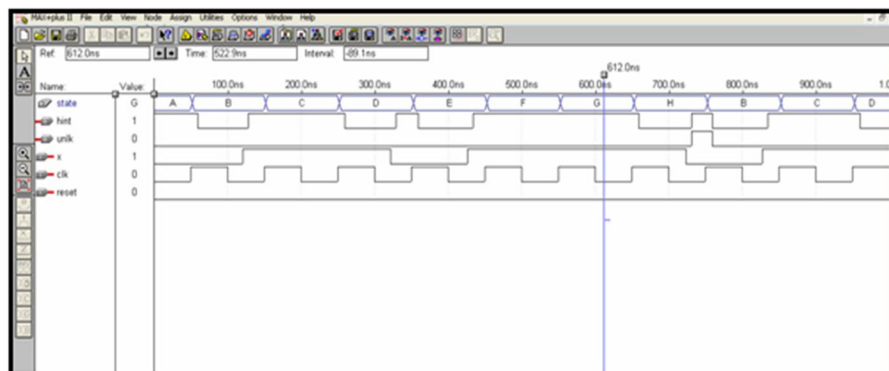 MAX+plus II File Edit View Node Assign Utilities Options Window Help
Ref: 612.0ns Time: 522.9ns Interval: -89.1ns
612.0ns
Name: Value: 100.0ns 200.0ns 300.0ns 400.0ns 500.0ns 600.0ns 700.0ns 800.0ns 900.0ns 1.0
state G A B C D E F G H B C D
hint 1
unlk 0
x 1
clk 0
reset 0